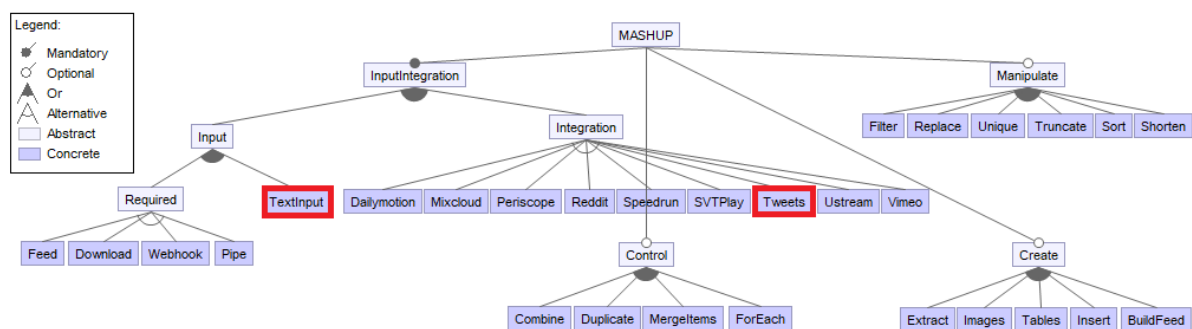 Legend:
Mandatory
Optional
Or
Alternative
Abstract
Concrete
MASHUP
InputIntegration
Manipulate
Input
Integration
Filter
Replace
Unique
Truncate
Sort
Shorten
Required
TextInput
Dailymotion
Mixcloud
Periscope
Reddit
Speedrun
SVTPlay
Tweets
Ustream
Vimeo
Feed
Download
Webhook
Pipe
Control
Create
Combine
Duplicate
MergeItems
ForEach
Extract
Images
Tables
Insert
BuildFeed